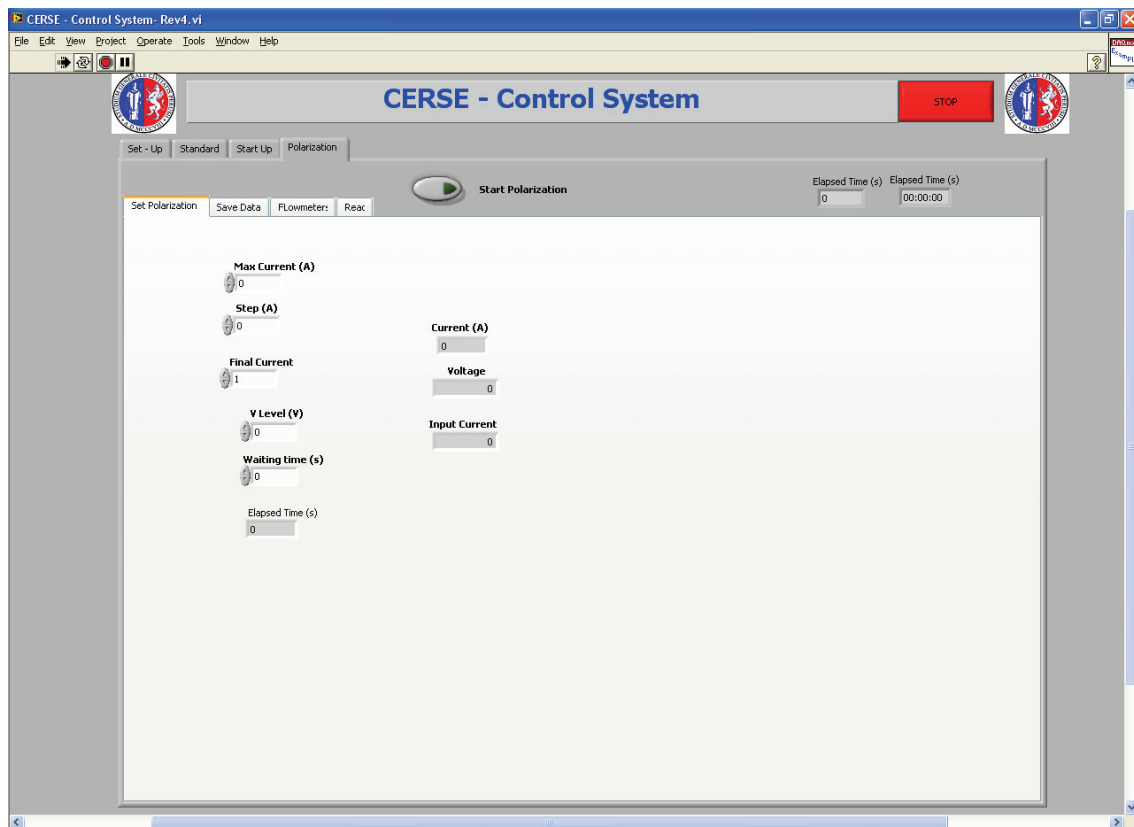 CERSE - Control System- Rev4.vi
File Edit View Project Operate Tools Window Help
DAQmx
Exampl
CERSE - Control System
STOP
Set - Up Standard Start Up Polarization
Start Polarization
Elapsed Time (s) Elapsed Time (s)
0 00:00:00
Set Polarization Save Data FLowmeters Reac
Max Current (A)
0
Step (A)
0
Current (A)
0
Final Current
1
Voltage
0
V Level (V)
0
Input Current
0
Waiting time (s)
0
Elapsed Time (s)
0